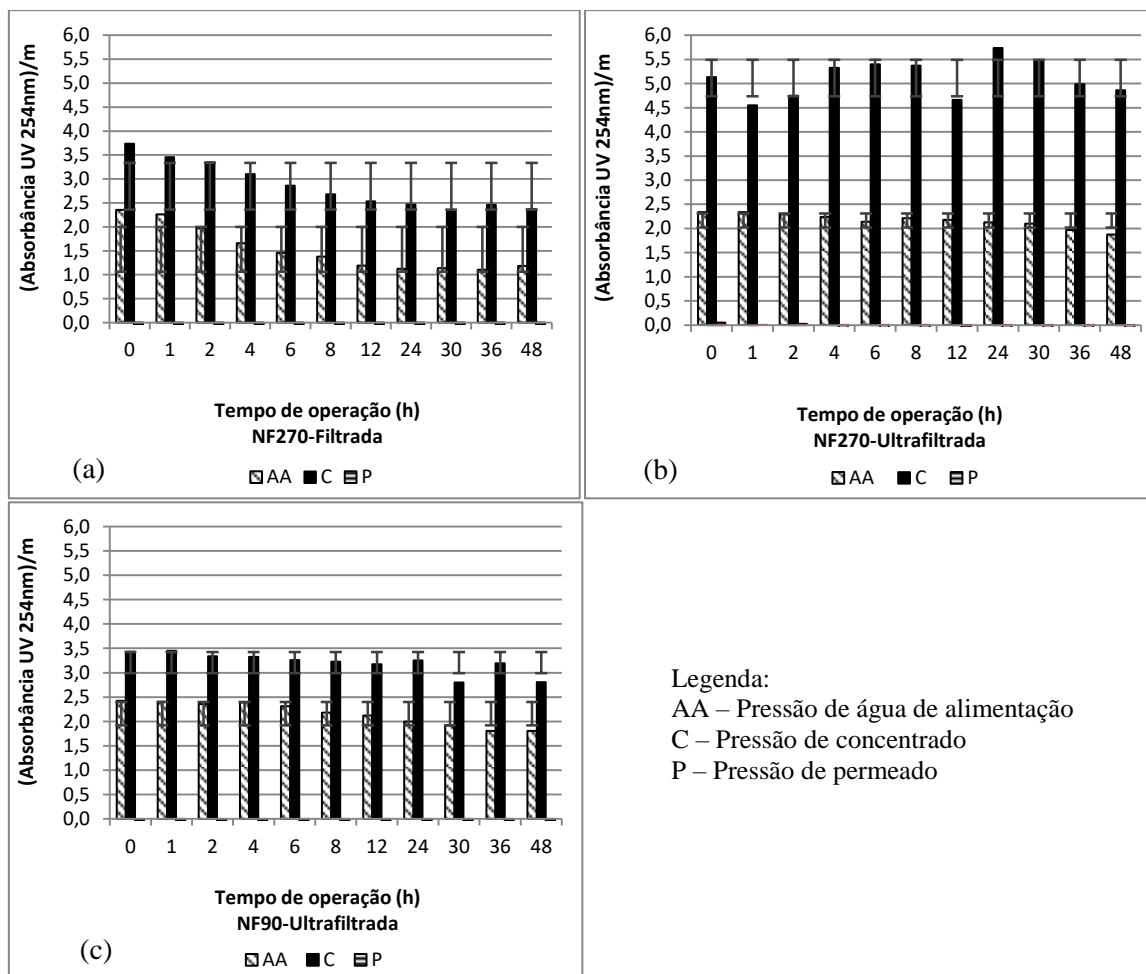 (Absorbância UV 254nm)/m
6,0
5,5
5,0
4,5
4,0
3,5
3,0
2,5
2,0
1,5
1,0
0,5
0,0
0 1 2 4 6 8 12 24 30 36 48
Tempo de operação (h)
NF270-Filtrada
(a)
AA C P
(Absorbância UV 254nm)/m
6,0
5,5
5,0
4,5
4,0
3,5
3,0
2,5
2,0
1,5
1,0
0,5
0,0
0 1 2 4 6 8 12 24 30 36 48
Tempo de operação (h)
NF270-Ultrafiltrada
(b)
AA C P
(Absorbância UV 254nm)/m
6,0
5,5
5,0
4,5
4,0
3,5
3,0
2,5
2,0
1,5
1,0
0,5
0,0
0 1 2 4 6 8 12 24 30 36 48
Tempo de operação (h)
NF90-Ultrafiltrada
(c)
AA C P
Legenda:
AA – Pressão de água de alimentação
C – Pressão de concentrado
P – Pressão de permeado